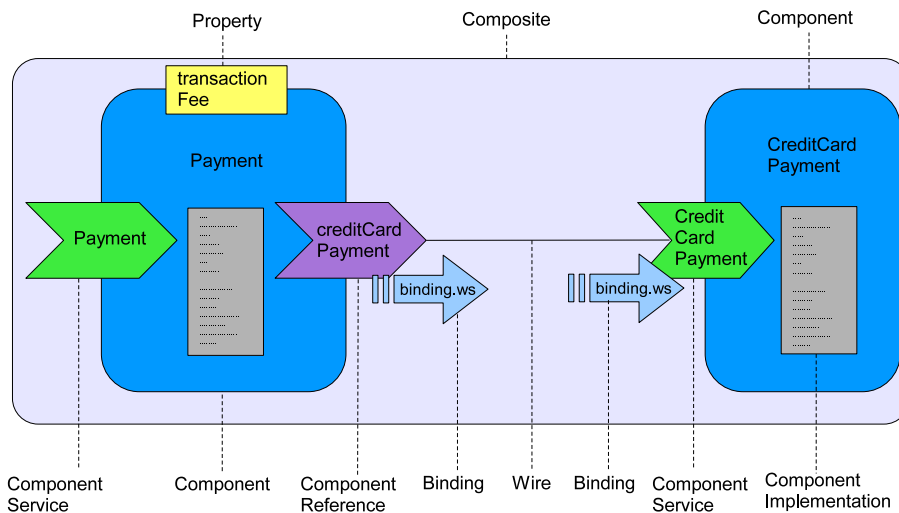 Property
Composite
Component
transaction
Fee
Payment
CreditCard
Payment
Payment
creditCard
Payment
Credit
Card
Payment
binding.ws
binding.ws
Component
Service
Component
Component
Reference
Binding
Wire
Binding
Component
Service
Component
Implementation